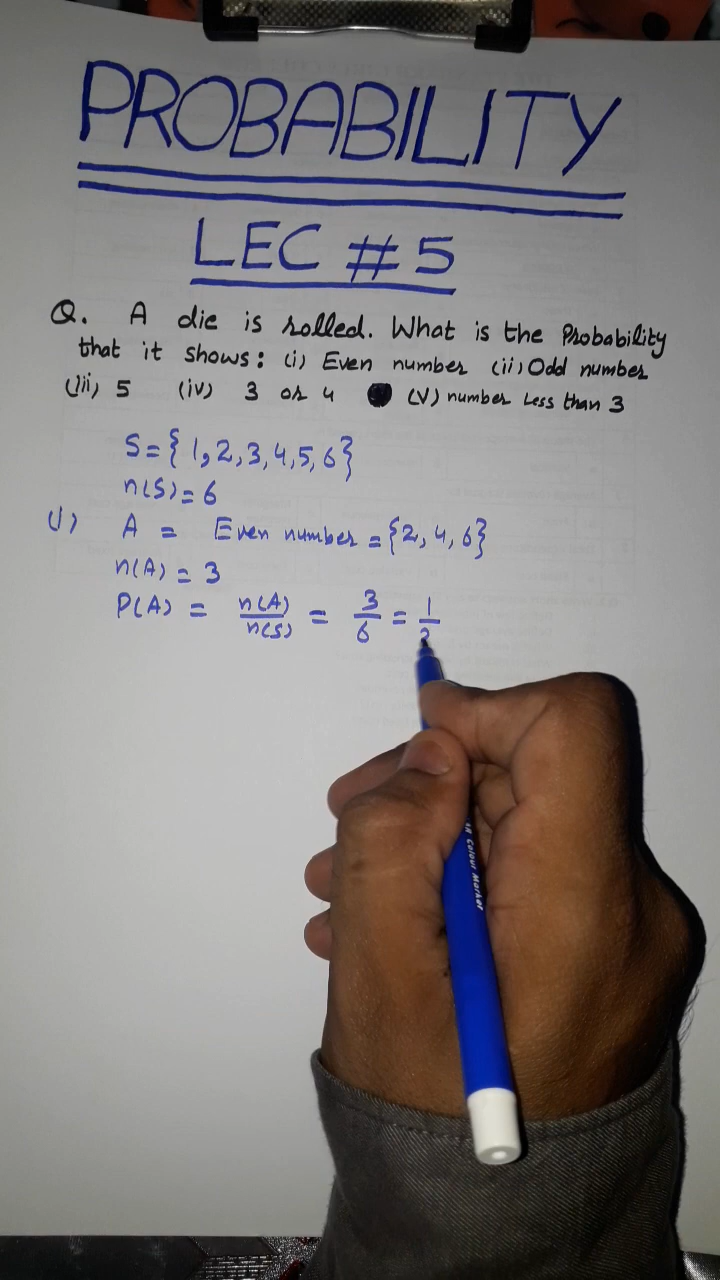 PROBABILITY
LEC #5
Q. A die is rolled. What is the Probability
that it shows: (i) Even number (ii) Odd number
(iii) 5 (iv) 3 or 4 (v) number less than 3
S = {1,2,3,4,5,6}
n(S) = 6
(i) A = Even number = {2,4,6}
n(A) = 3
P(A) = n(A)/n(S) = 3/6 = 1/2
Colour Marker